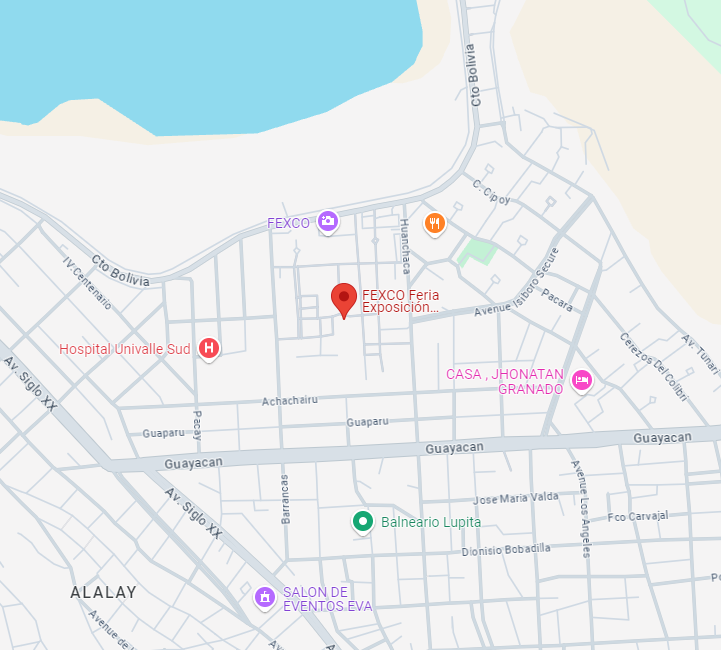 Cto Bolivia
C. Cipoy
FEXCO
Huanchaca
Cto Bolivia
IV Centenario
Avenue Isiboro Secure
FEXCO Feria
Exposición...
Pacara
Av. Tunari
Cerezos Del Colibri
Hospital Univalle Sud
Av. Siglo XX
CASA , JHONATAN
GRANADO
Achachairu
Pacay
Guaparu
Guaparu
Guayacan
Guayacan
Guayacan
Av. Siglo XX
Barrancas
Avenue Los Angeles
Jose Maria Valda
Fco Carvajal
Balneario Lupita
Dionisio Bobadilla
ALALAY
SALON DE
EVENTOS EVA
Avenue de